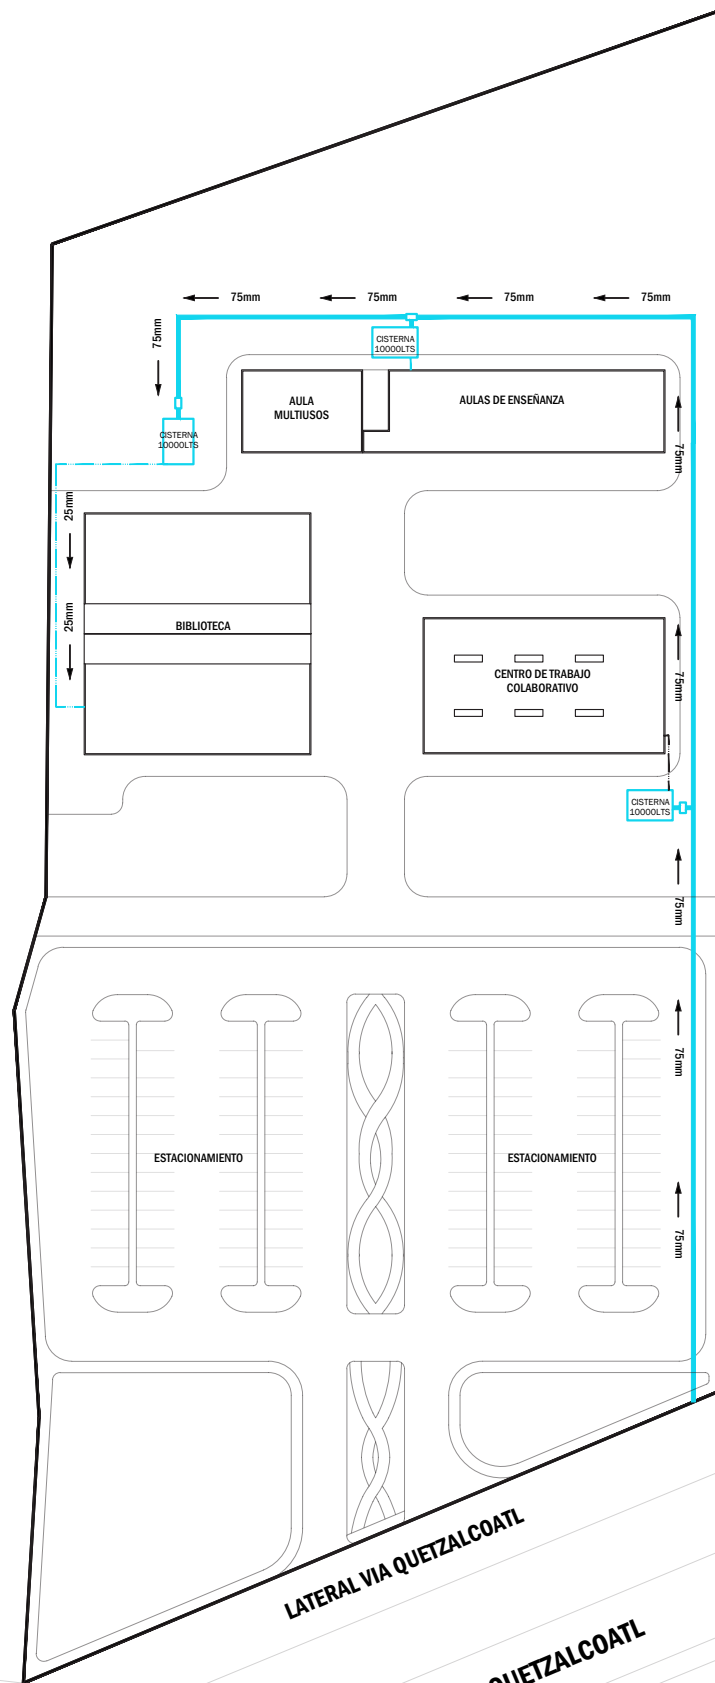 75mm
75mm
75mm
75mm
75mm
CISTERNA
10000LTS
AULA
MULTIUSOS
AULAS DE ENSEÑANZA
CISTERNA
10000LTS
75mm
25mm
25mm
BIBLIOTECA
CENTRO DE TRABAJO
COLABORATIVO
75mm
CISTERNA
10000LTS
75mm
75mm
ESTACIONAMIENTO
ESTACIONAMIENTO
75mm
LATERAL VIA QUETZALCOATL
QUETZALCOATL